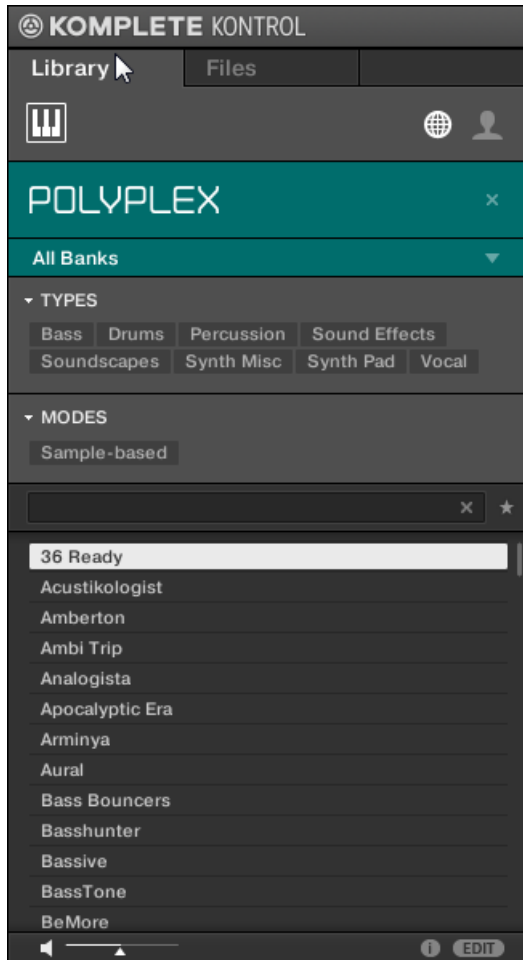 KOMPLETE KONTROL
Library Files
POLYPLEX ×
All Banks
TYPES
Bass Drums Percussion Sound Effects
Soundscapes Synth Misc Synth Pad Vocal
MODES
Sample-based
×
36 Ready
Acustikologist
Amberton
Ambi Trip
Analogista
Apocalyptic Era
Arminya
Aural
Bass Bouncers
Basshunter
Bassive
BassTone
BeMore
i EDIT